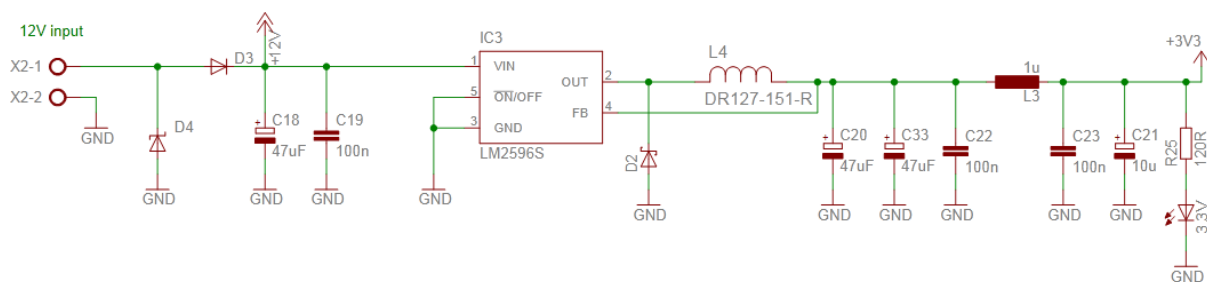 12V input
X2-1
X2-2
GND
D4
GND
D3
+12V
C18
47uF
GND
C19
100n
GND
GND
IC3
1
VIN
5
ON/OFF
3
GND
OUT
2
FB
4
LM2596S
D2
GND
L4
DR127-151-R
C20
47uF
GND
C33
47uF
GND
C22
100n
GND
1u
L3
C23
100n
GND
C21
10u
GND
+3V3
R25
120R
3.3V
GND